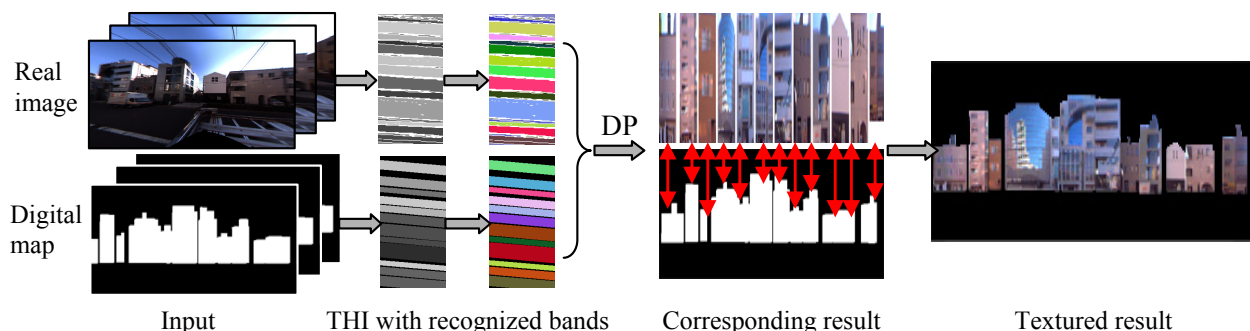 Real
image
DP
Digital
map
Input
THI with recognized bands
Corresponding result
Textured result